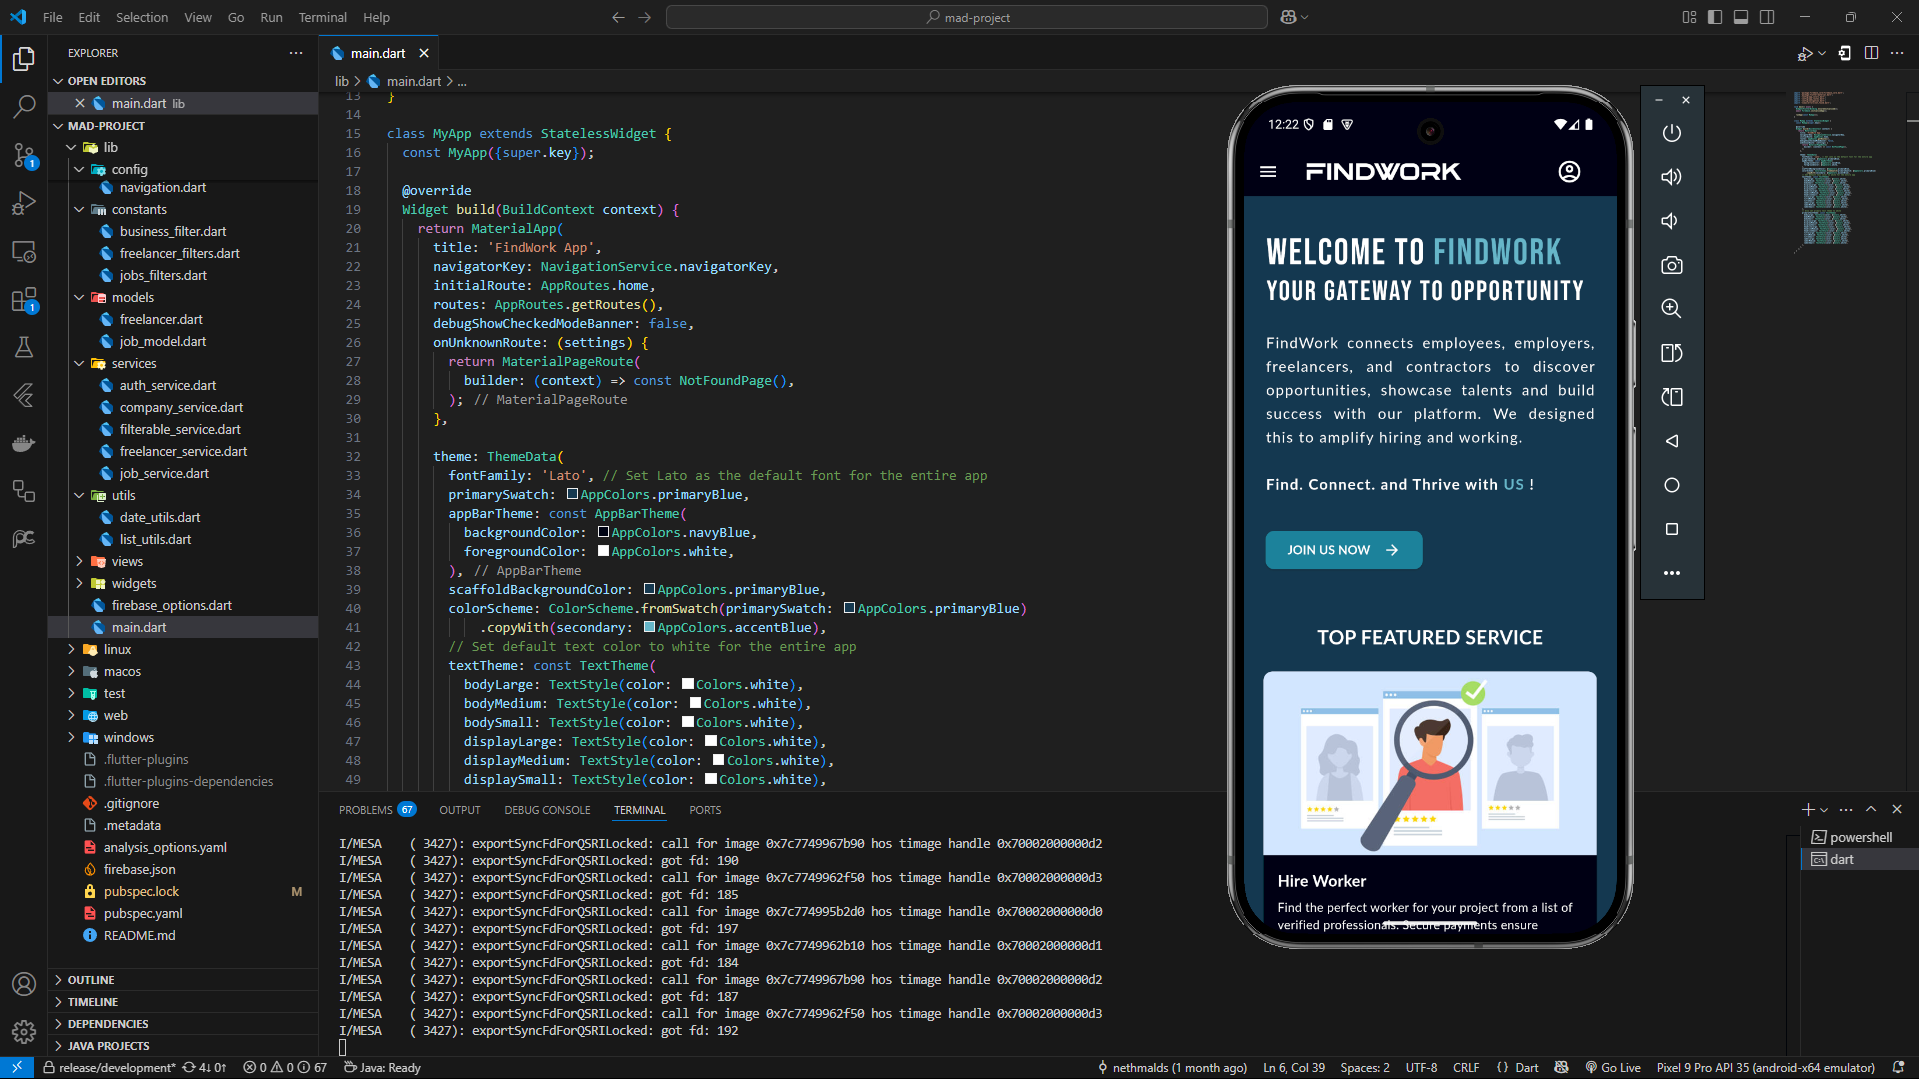 File Edit Selection View Go Run Terminal Help
mad-project
EXPLORER
OPEN EDITORS
main.dart lib
MAD-PROJECT
lib
config
navigation.dart
constants
business_filter.dart
freelancer_filters.dart
jobs_filters.dart
models
freelancer.dart
job_model.dart
services
auth_service.dart
company_service.dart
filterable_service.dart
freelancer_service.dart
job_service.dart
utils
date_utils.dart
list_utils.dart
views
widgets
firebase_options.dart
main.dart
linux
macos
test
web
windows
.flutter-plugins
.flutter-plugins-dependencies
.gitignore
.metadata
analysis_options.yaml
firebase.json
pubspec.lock M
pubspec.yaml
README.md
OUTLINE
TIMELINE
DEPENDENCIES
JAVA PROJECTS
1
1
main.dart
lib > main.dart > ...
13 }
14
15 class MyApp extends StatelessWidget {
16 const MyApp({super.key});
17
18 @override
19 Widget build(BuildContext context) {
20 return MaterialApp(
21 title: 'FindWork App',
22 navigatorKey: NavigationService.navigatorKey,
23 initialRoute: AppRoutes.home,
24 routes: AppRoutes.getRoutes(),
25 debugShowCheckedModeBanner: false,
26 onUnknownRoute: (settings) {
27 return MaterialPageRoute(
28 builder: (context) => const NotFoundPage(),
29 ); // MaterialPageRoute
30 },
31
32 theme: ThemeData(
33 fontFamily: 'Lato', // Set Lato as the default font for the entire app
34 primarySwatch: AppColors.primaryBlue,
35 appBarTheme: const AppBarTheme(
36 backgroundColor: AppColors.navyBlue,
37 foregroundColor: AppColors.white,
38 ), // AppBarTheme
39 scaffoldBackgroundColor: AppColors.primaryBlue,
40 colorScheme: ColorScheme.fromSwatch(primarySwatch: AppColors.primaryBlue)
41 .copyWith(secondary: AppColors.accentBlue),
42 // Set default text color to white for the entire app
43 textTheme: const TextTheme(
44 bodyLarge: TextStyle(color: Colors.white),
45 bodyMedium: TextStyle(color: Colors.white),
46 bodySmall: TextStyle(color: Colors.white),
47 displayLarge: TextStyle(color: Colors.white),
48 displayMedium: TextStyle(color: Colors.white),
49 displaySmall: TextStyle(color: Colors.white),
PROBLEMS 67 OUTPUT DEBUG CONSOLE TERMINAL PORTS
I/MESA ( 3427): exportSyncFdForQSRILocked: call for image 0x7c7749967b90 hos timage handle 0x70002000000d2
I/MESA ( 3427): exportSyncFdForQSRILocked: got fd: 190
I/MESA ( 3427): exportSyncFdForQSRILocked: call for image 0x7c7749962f50 hos timage handle 0x70002000000d3
I/MESA ( 3427): exportSyncFdForQSRILocked: got fd: 185
I/MESA ( 3427): exportSyncFdForQSRILocked: call for image 0x7c774995b2d0 hos timage handle 0x70002000000d0
I/MESA ( 3427): exportSyncFdForQSRILocked: got fd: 197
I/MESA ( 3427): exportSyncFdForQSRILocked: call for image 0x7c7749962b10 hos timage handle 0x70002000000d1
I/MESA ( 3427): exportSyncFdForQSRILocked: got fd: 184
I/MESA ( 3427): exportSyncFdForQSRILocked: call for image 0x7c7749967b90 hos timage handle 0x70002000000d2
I/MESA ( 3427): exportSyncFdForQSRILocked: got fd: 187
I/MESA ( 3427): exportSyncFdForQSRILocked: call for image 0x7c7749962f50 hos timage handle 0x70002000000d3
I/MESA ( 3427): exportSyncFdForQSRILocked: got fd: 192
powershell
dart
12:22
FINDWORK
WELCOME TO FINDWORK
YOUR GATEWAY TO OPPORTUNITY
FindWork connects employees, employers,
freelancers, and contractors to discover
opportunities, showcase talents and build
success with our platform. We designed
this to amplify hiring and working.
Find. Connect. and Thrive with US !
JOIN US NOW
TOP FEATURED SERVICE
Hire Worker
Find the perfect worker for your project from a list of
verified professionals. Secure payments ensure
release/development* 4↓ 0↑ 0 0 67 Java: Ready
nethmalds (1 month ago) Ln 6, Col 39 Spaces: 2 UTF-8 CRLF {} Dart Go Live Pixel 9 Pro API 35 (android-x64 emulator)